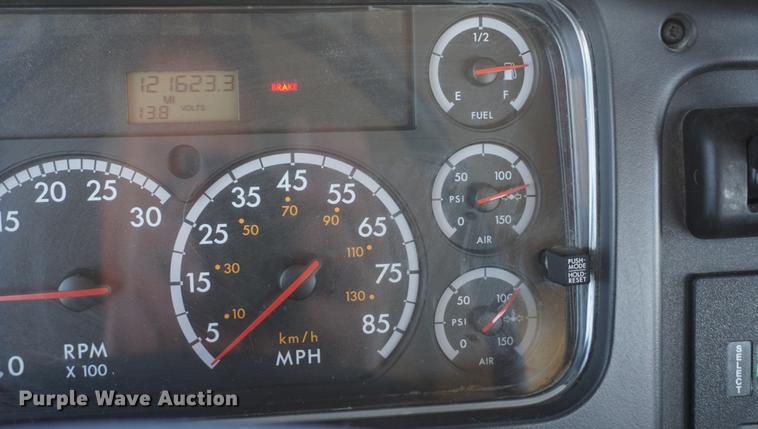 121623.3
MI
13.8 VOLTS
BRAKE
1/2
E F
FUEL
15 20 25 30
0
RPM
X 100
5 15 25 35 45 55 65 75 85
10 30 50 70 90 110 130
km/h
MPH
50 100
PSI
0 150
AIR
PUSH-
MODE
HOLD-
RESET
50 100
PSI
0 150
AIR
SELECT
Purple Wave Auction